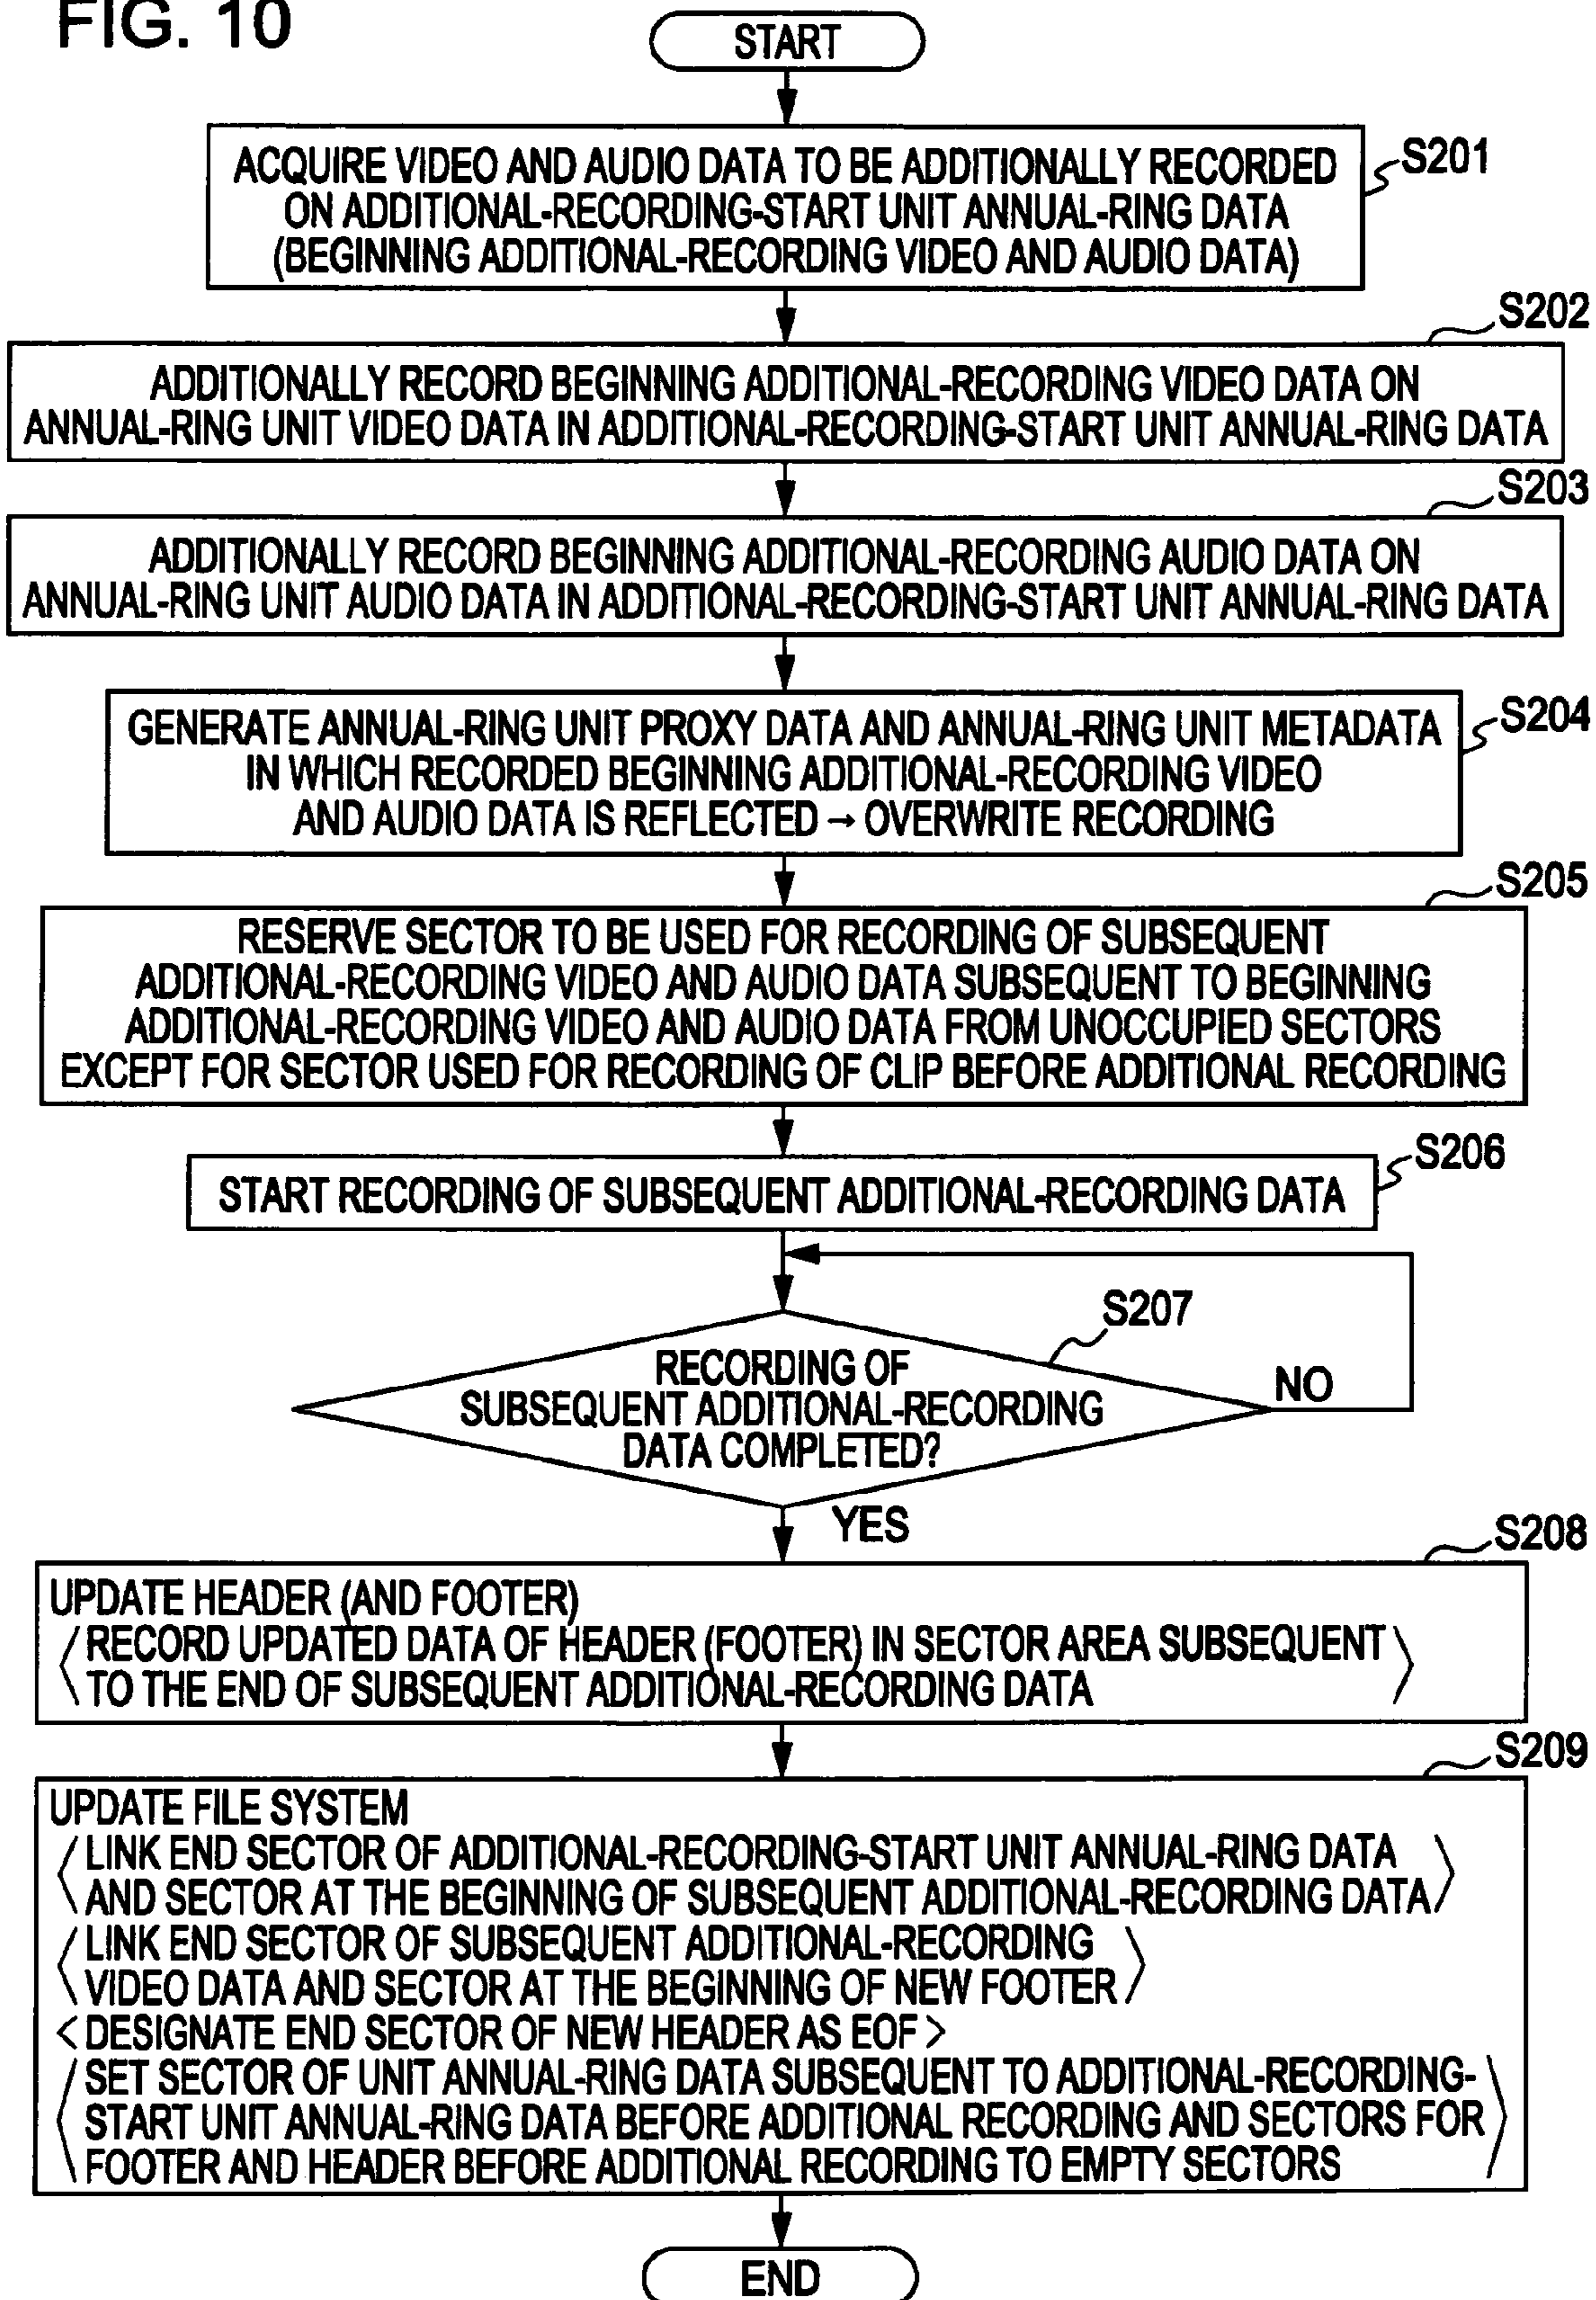 FIG. 10
START
ACQUIRE VIDEO AND AUDIO DATA TO BE ADDITIONALLY RECORDED
ON ADDITIONAL-RECORDING-START UNIT ANNUAL-RING DATA
(BEGINNING ADDITIONAL-RECORDING VIDEO AND AUDIO DATA)
S201
S202
ADDITIONALLY RECORD BEGINNING ADDITIONAL-RECORDING VIDEO DATA ON
ANNUAL-RING UNIT VIDEO DATA IN ADDITIONAL-RECORDING-START UNIT ANNUAL-RING DATA
S203
ADDITIONALLY RECORD BEGINNING ADDITIONAL-RECORDING AUDIO DATA ON
ANNUAL-RING UNIT AUDIO DATA IN ADDITIONAL-RECORDING-START UNIT ANNUAL-RING DATA
GENERATE ANNUAL-RING UNIT PROXY DATA AND ANNUAL-RING UNIT METADATA
IN WHICH RECORDED BEGINNING ADDITIONAL-RECORDING VIDEO
AND AUDIO DATA IS REFLECTED → OVERWRITE RECORDING
S204
S205
RESERVE SECTOR TO BE USED FOR RECORDING OF SUBSEQUENT
ADDITIONAL-RECORDING VIDEO AND AUDIO DATA SUBSEQUENT TO BEGINNING
ADDITIONAL-RECORDING VIDEO AND AUDIO DATA FROM UNOCCUPIED SECTORS
EXCEPT FOR SECTOR USED FOR RECORDING OF CLIP BEFORE ADDITIONAL RECORDING
S206
START RECORDING OF SUBSEQUENT ADDITIONAL-RECORDING DATA
S207
RECORDING OF
SUBSEQUENT ADDITIONAL-RECORDING
DATA COMPLETED?
NO
YES
S208
UPDATE HEADER (AND FOOTER)
〈RECORD UPDATED DATA OF HEADER (FOOTER) IN SECTOR AREA SUBSEQUENT
TO THE END OF SUBSEQUENT ADDITIONAL-RECORDING DATA〉
S209
UPDATE FILE SYSTEM
〈LINK END SECTOR OF ADDITIONAL-RECORDING-START UNIT ANNUAL-RING DATA
AND SECTOR AT THE BEGINNING OF SUBSEQUENT ADDITIONAL-RECORDING DATA〉
〈LINK END SECTOR OF SUBSEQUENT ADDITIONAL-RECORDING
VIDEO DATA AND SECTOR AT THE BEGINNING OF NEW FOOTER〉
<DESIGNATE END SECTOR OF NEW HEADER AS EOF>
〈SET SECTOR OF UNIT ANNUAL-RING DATA SUBSEQUENT TO ADDITIONAL-RECORDING-
START UNIT ANNUAL-RING DATA BEFORE ADDITIONAL RECORDING AND SECTORS FOR
FOOTER AND HEADER BEFORE ADDITIONAL RECORDING TO EMPTY SECTORS〉
END